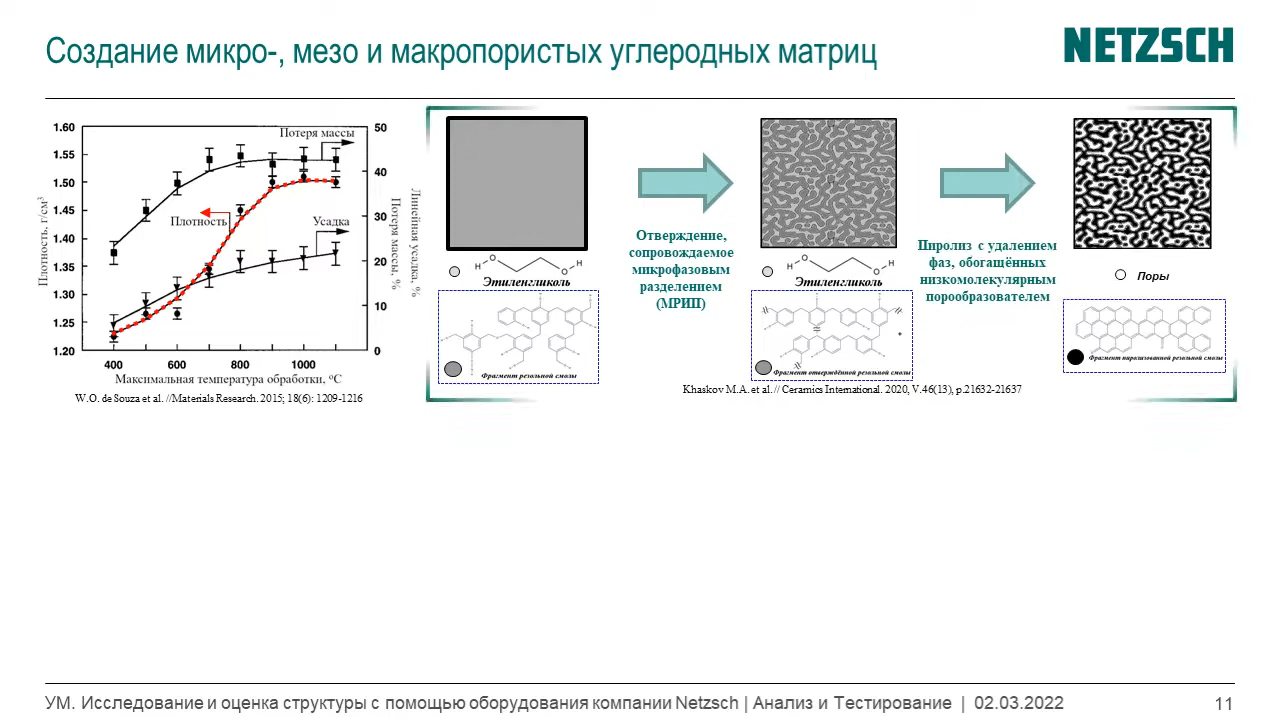 Создание микро-, мезо и макропористых углеродных матриц
NETZSCH
1.60
1.55
1.50
1.45
1.40
1.35
1.30
1.25
1.20
Плотность, г/см³
50
40
30
20
10
0
Потеря массы, %
Линейная усадка, %
Потеря массы
Плотность
Усадка
400
600
800
1000
Максимальная температура обработки, °C
W.O. de Souza et al. //Materials Research. 2015; 18(6): 1209-1216
H
O
O
H
Этиленгликоль
Фрагмент резольной смолы
Отверждение,
сопровождаемое
микрофазовым
разделением
(МРИП)
H
O
O
H
Этиленгликоль
Фрагмент отверждённой резольной смолы
Пиролиз с удалением
фаз, обогащённых
низкомолекулярным
порообразователем
Поры
Фрагмент пиролизованной резольной смолы
Khaskov M.A. et al. // Ceramics International. 2020, V.46(13), p.21632-21637
УМ. Исследование и оценка структуры с помощью оборудования компании Netzsch | Анализ и Тестирование | 02.03.2022
11